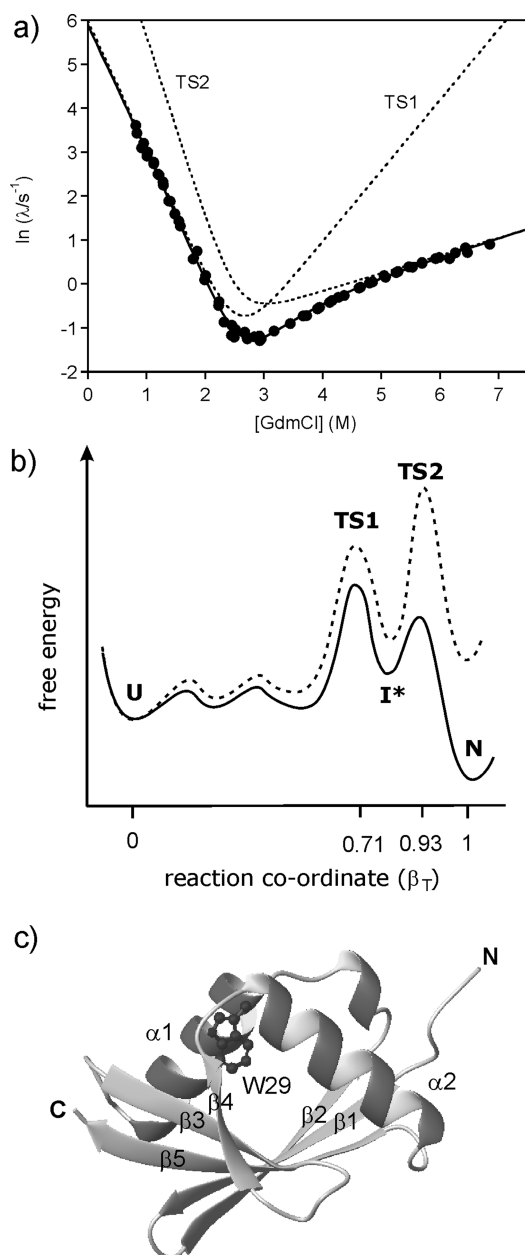 a)
6
5
4
3
2
1
0
-1
-2
ln (λ/s⁻¹)
TS2
TS1
0 1 2 3 4 5 6 7
[GdmCl] (M)
b)
free energy
TS2
TS1
U
I*
N
0 0.71 0.93 1
reaction co-ordinate (β_T)
c)
N
α1
W29
α2
β4
β3
β2
β1
C
β5